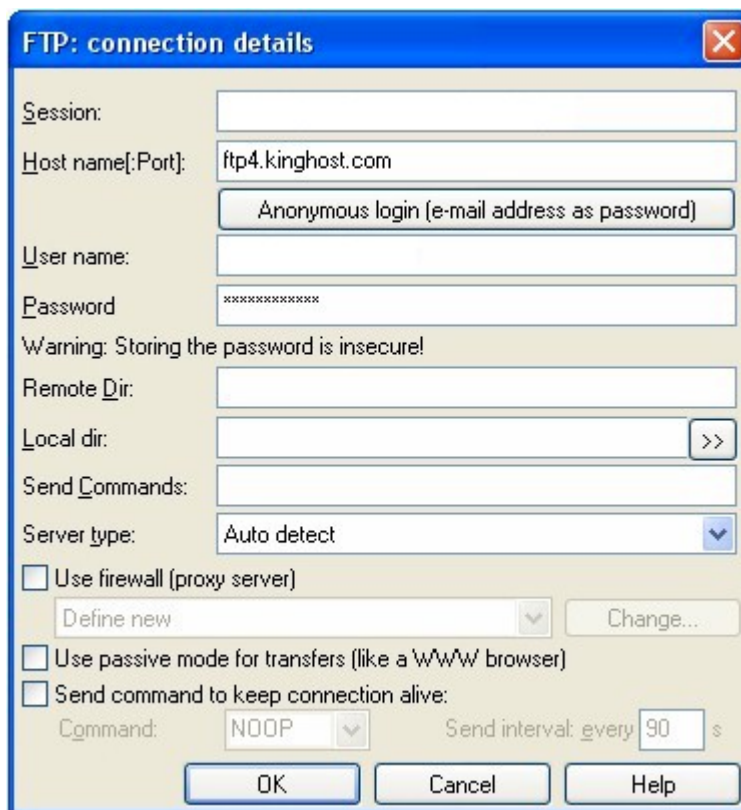 FTP: connection details
Session:
Host name[:Port]: ftp4.kinghost.com
Anonymous login (e-mail address as password)
User name:
Password ************
Warning: Storing the password is insecure!
Remote Dir:
Local dir: >>
Send Commands:
Server type: Auto detect
Use firewall (proxy server)
Define new Change...
Use passive mode for transfers (like a WWW browser)
Send command to keep connection alive:
Command: NOOP Send interval: every 90 s
OK Cancel Help